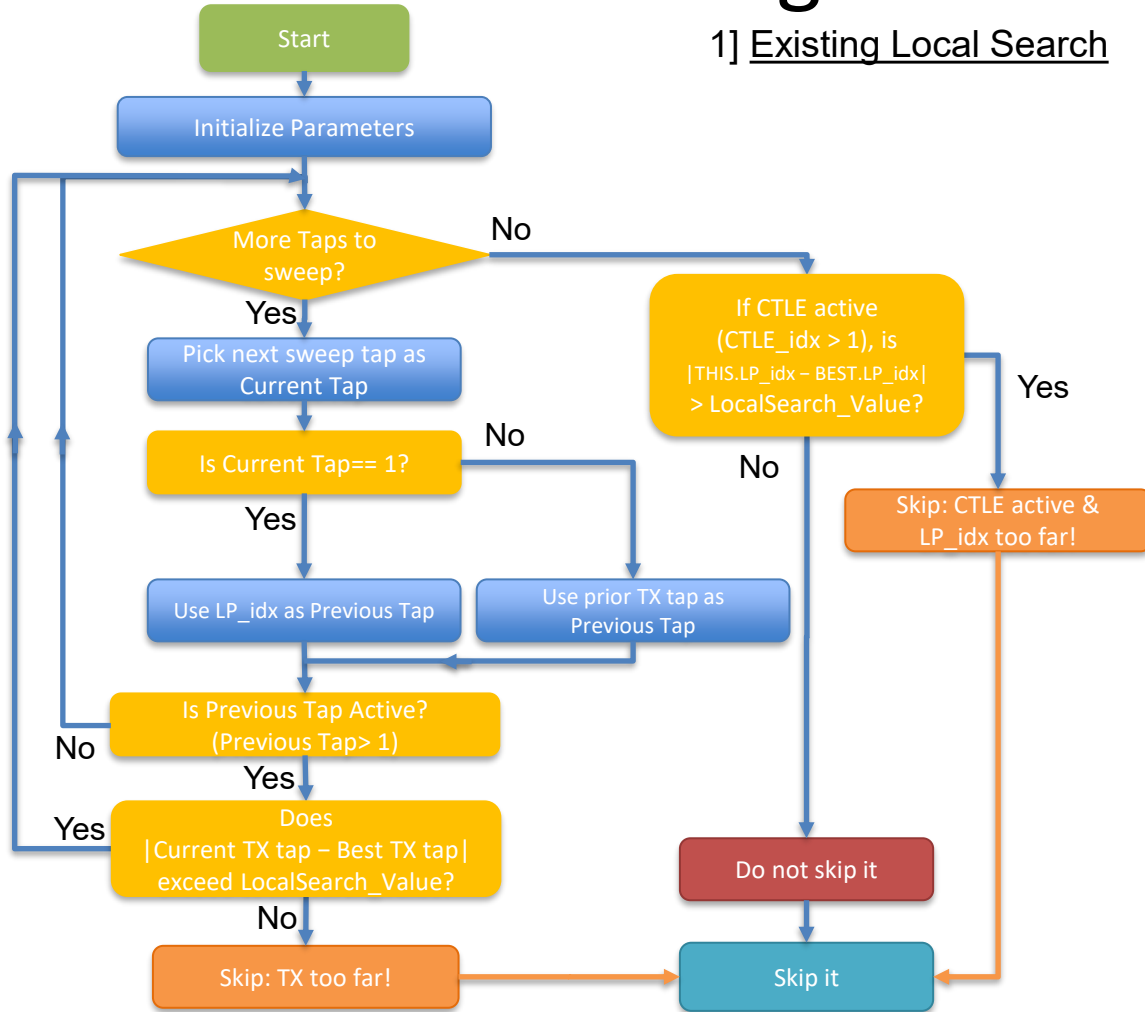 1] Existing Local Search
Start
Initialize Parameters
More Taps to
sweep?
No
Yes
If CTLE active
(CTLE_idx > 1), is
|THIS.LP_idx – BEST.LP_idx|
> LocalSearch_Value?
Pick next sweep tap as
Current Tap
Yes
No
Is Current Tap== 1?
No
Yes
Skip: CTLE active &
LP_idx too far!
Use LP_idx as Previous Tap
Use prior TX tap as
Previous Tap
Is Previous Tap Active?
(Previous Tap> 1)
No
Yes
Does
|Current TX tap – Best TX tap|
exceed LocalSearch_Value?
Yes
No
Do not skip it
Skip: TX too far!
Skip it